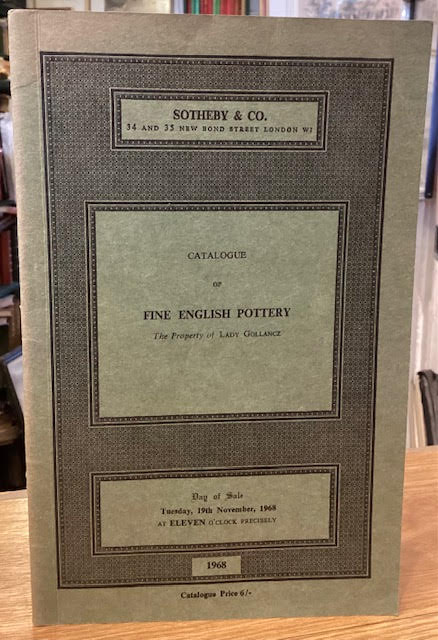 SOTHEBY & CO.
34 AND 35 NEW BOND STREET LONDON W1
CATALOGUE
OF
FINE ENGLISH POTTERY
The Property of LADY GOLLANCZ
Day of Sale
Tuesday, 19th November, 1968
AT ELEVEN O'CLOCK PRECISELY
1968
Catalogue Price 6/-